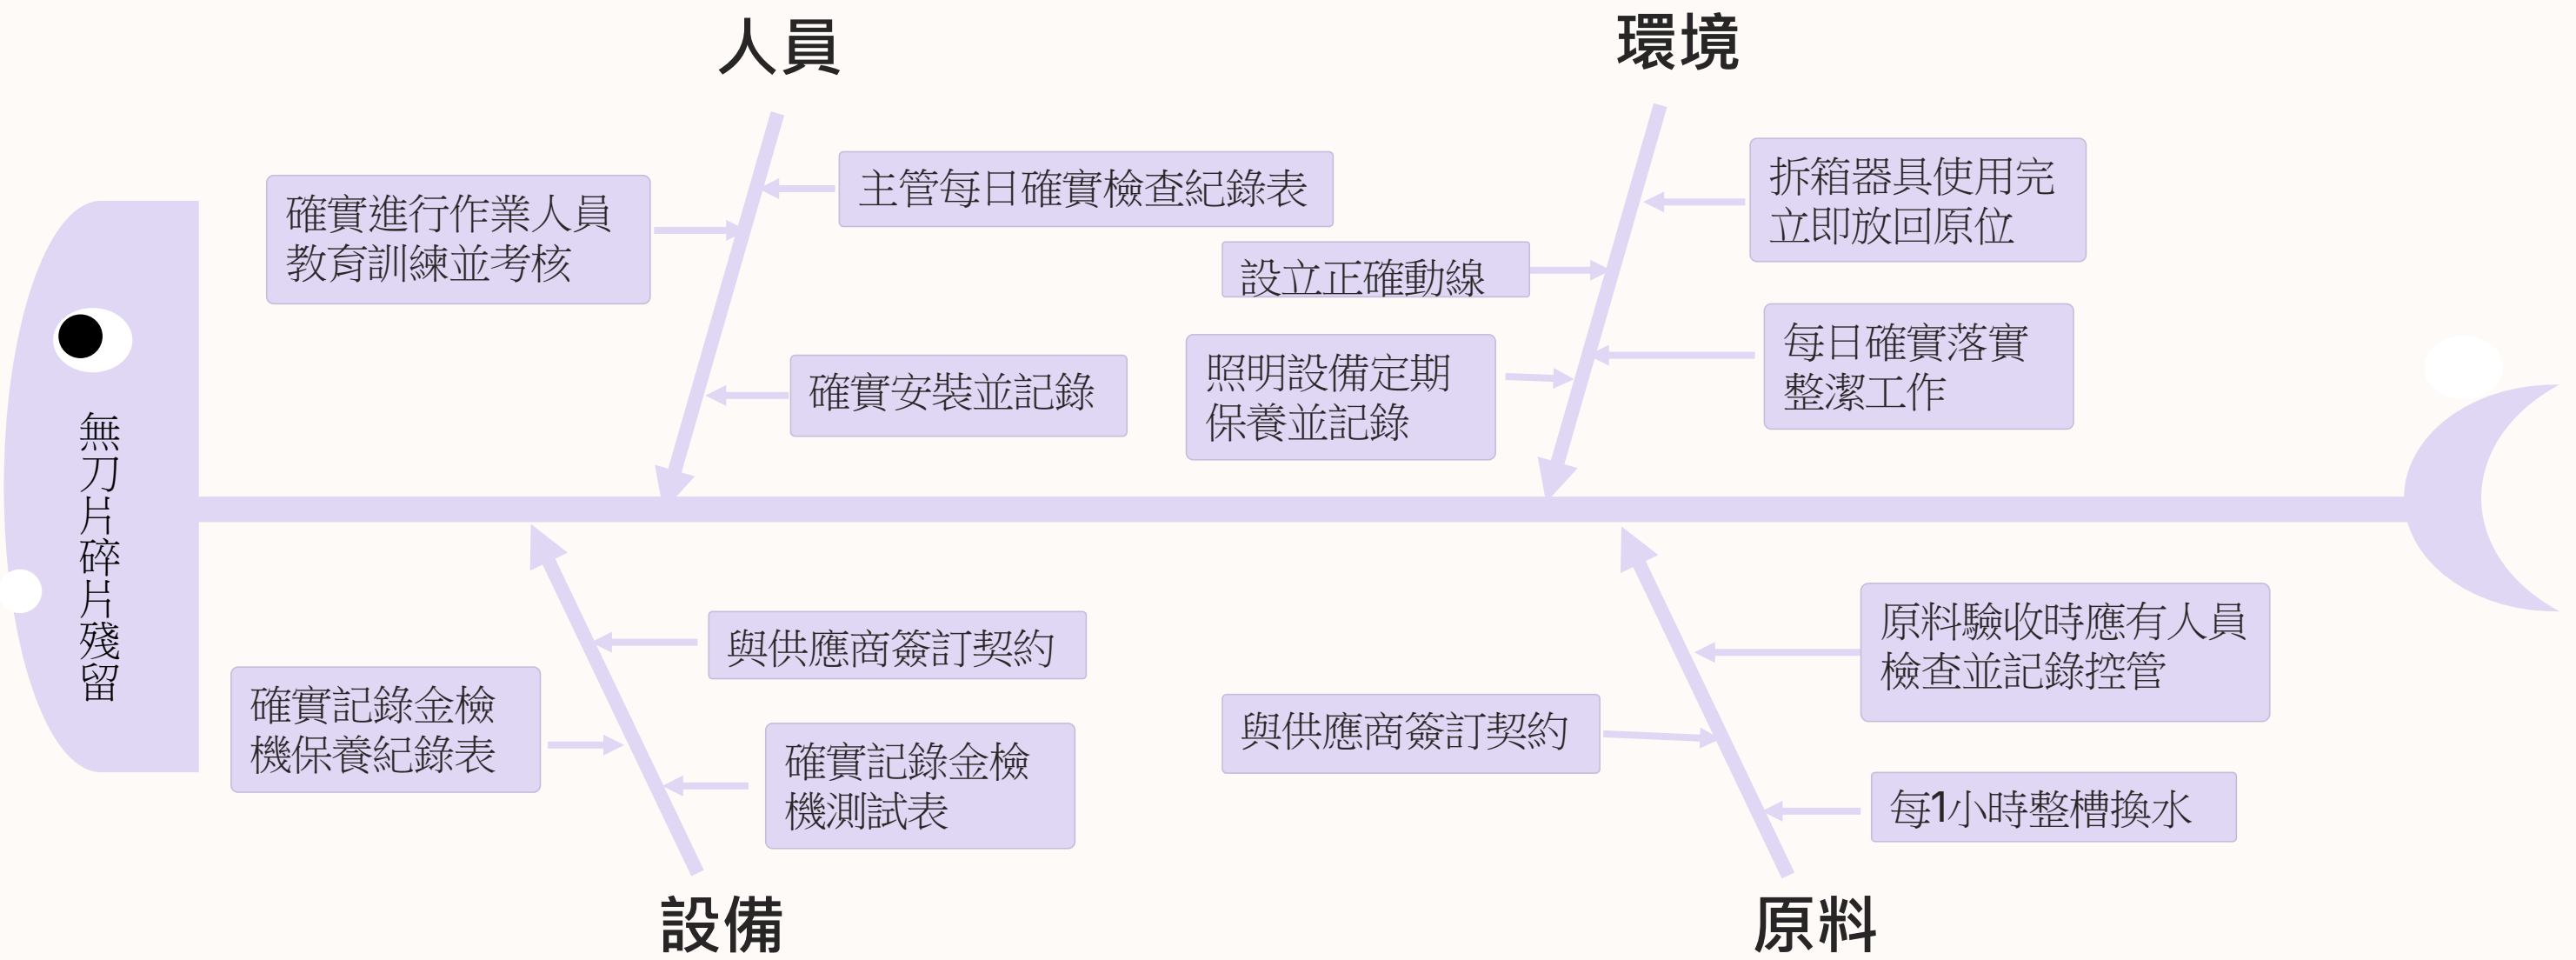 人員
環境
確實進行作業人員
教育訓練並考核
主管每日確實檢查紀錄表
確實安裝並記錄
拆箱器具使用完
立即放回原位
設立正確動線
照明設備定期
保養並記錄
每日確實落實
整潔工作
無刀片碎片殘留
與供應商簽訂契約
確實記錄金檢
機保養紀錄表
確實記錄金檢
機測試表
原料驗收時應有人員
檢查並記錄控管
與供應商簽訂契約
每1小時整槽換水
設備
原料